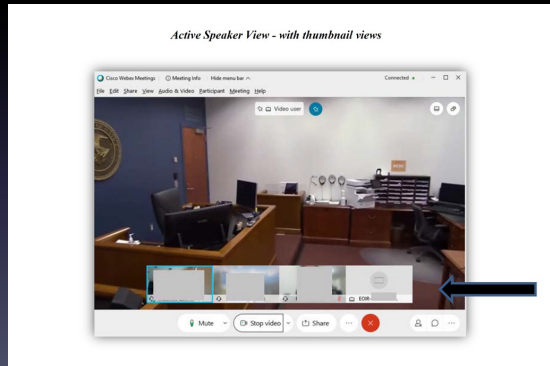 Active Speaker View - with thumbnail views
Cisco Webex Meetings Meeting Info Hide menu bar Connected
File Edit Share View Audio & Video Participant Meeting Help
Video user
EOIR-
Mute Stop video Share